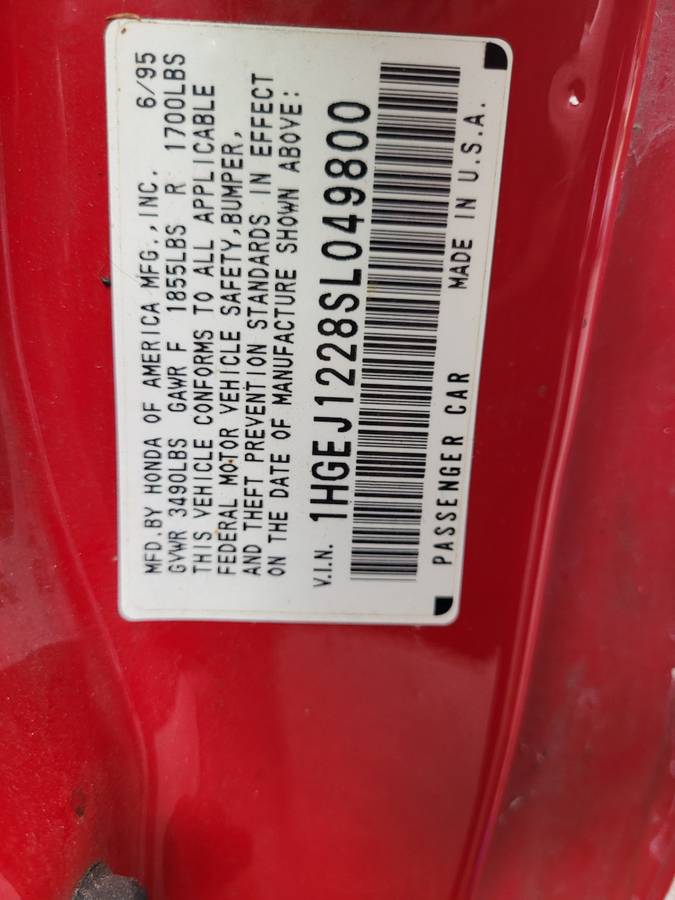 MFD.BY HONDA OF AMERICA MFG.,INC. 6/95
GVWR 3490LBS GAWR F 1855LBS R 1700LBS
THIS VEHICLE CONFORMS TO ALL APPLICABLE
FEDERAL MOTOR VEHICLE SAFETY,BUMPER,
AND THEFT PREVENTION STANDARDS IN EFFECT
ON THE DATE OF MANUFACTURE SHOWN ABOVE:
V.I.N. 1HGEJ1228SL049800
PASSENGER CAR MADE IN U.S.A.